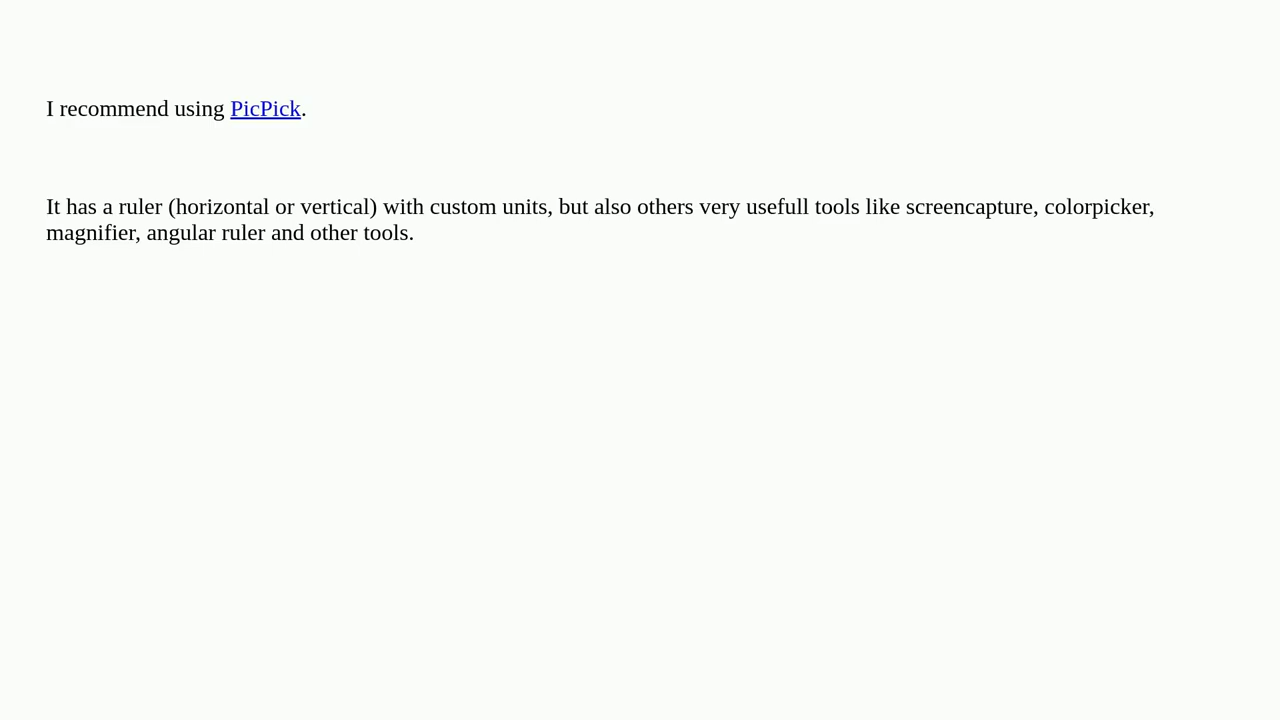 I recommend using PicPick.
It has a ruler (horizontal or vertical) with custom units, but also others very usefull tools like screencapture, colorpicker,
magnifier, angular ruler and other tools.